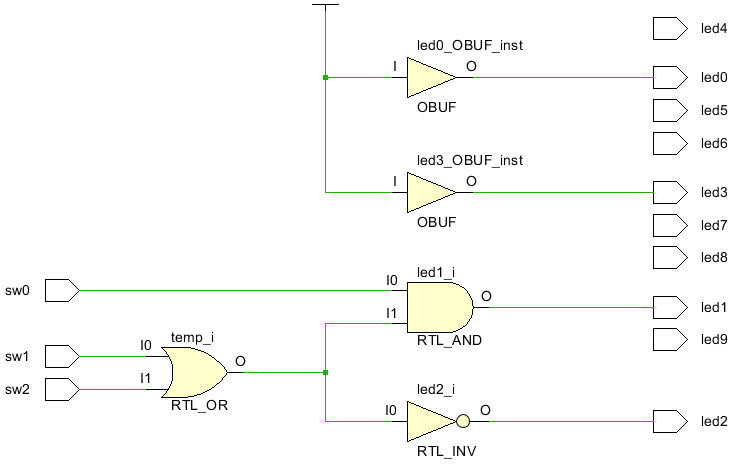 led4
led0_OBUF_inst
I
O
led0
OBUF
led5
led6
led3_OBUF_inst
I
O
led3
OBUF
led7
led8
led1_i
sw0
I0
O
led1
I1
RTL_AND
temp_i
led9
sw1
I0
O
sw2
I1
RTL_OR
led2_i
I0
O
led2
RTL_INV